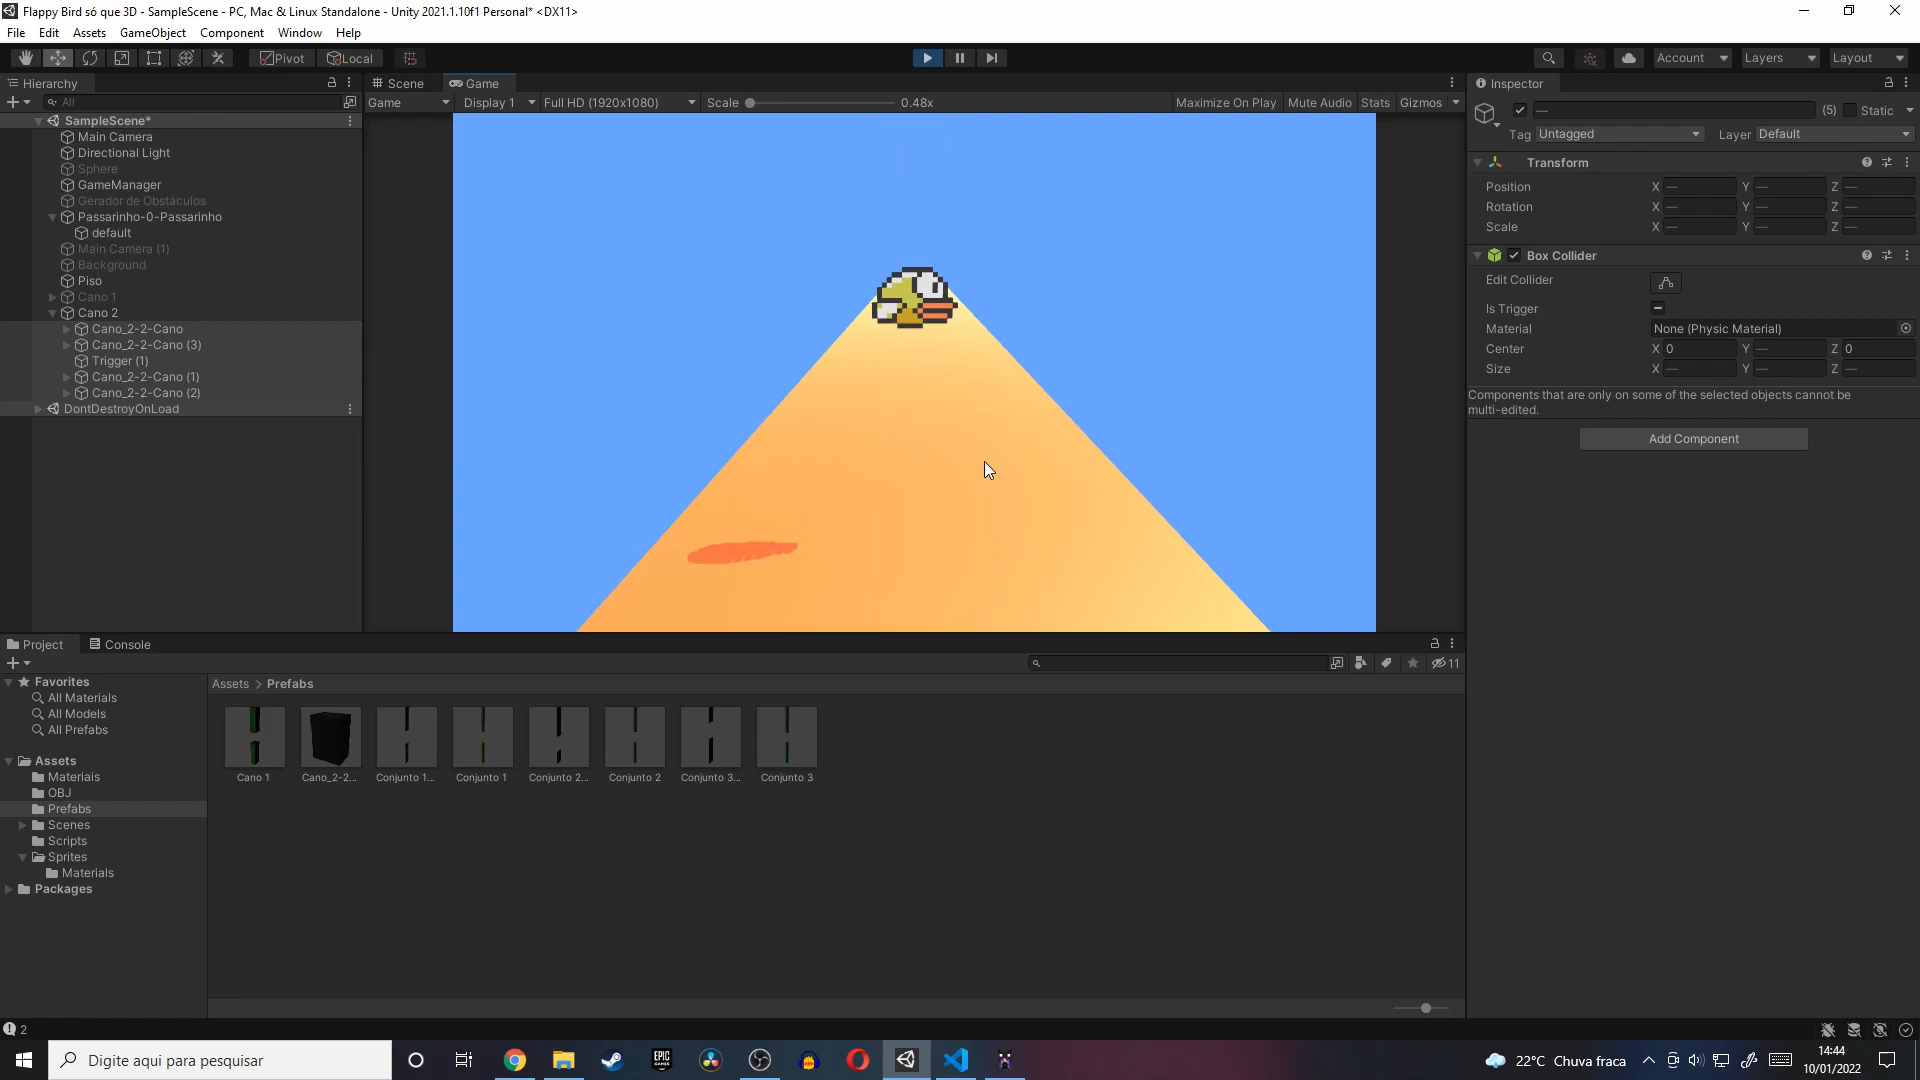 Flappy Bird só que 3D - SampleScene - PC, Mac & Linux Standalone - Unity 2021.1.10f1 Personal* <DX11>
File Edit Assets GameObject Component Window Help
Pivot Local Account Layers Layout
Hierarchy
All
SampleScene*
Main Camera
Directional Light
Sphere
GameManager
Gerador de Obstáculos
Passarinho-0-Passarinho
default
Main Camera (1)
Background
Piso
Cano 1
Cano 2
Cano_2-2-Cano
Cano_2-2-Cano (3)
Trigger (1)
Cano_2-2-Cano (1)
Cano_2-2-Cano (2)
DontDestroyOnLoad
Scene Game
Game Display 1 Full HD (1920x1080) Scale 0.48x Maximize On Play Mute Audio Stats Gizmos
Inspector
— (5) Static
Tag Untagged Layer Default
Transform
Position X — Y — Z —
Rotation X — Y — Z —
Scale X — Y — Z —
Box Collider
Edit Collider
Is Trigger
Material None (Physic Material)
Center X 0 Y — Z 0
Size X — Y — Z —
Components that are only on some of the selected objects cannot be
multi-edited.
Add Component
Project Console
11
Favorites
All Materials
All Models
All Prefabs
Assets
Materiais
OBJ
Prefabs
Scenes
Scripts
Sprites
Materials
Packages
Assets > Prefabs
Cano 1 Cano_2-2... Conjunto 1... Conjunto 1 Conjunto 2... Conjunto 2 Conjunto 3... Conjunto 3
2
Digite aqui para pesquisar
EPIC GAMES
22°C Chuva fraca
14:44
10/01/2022